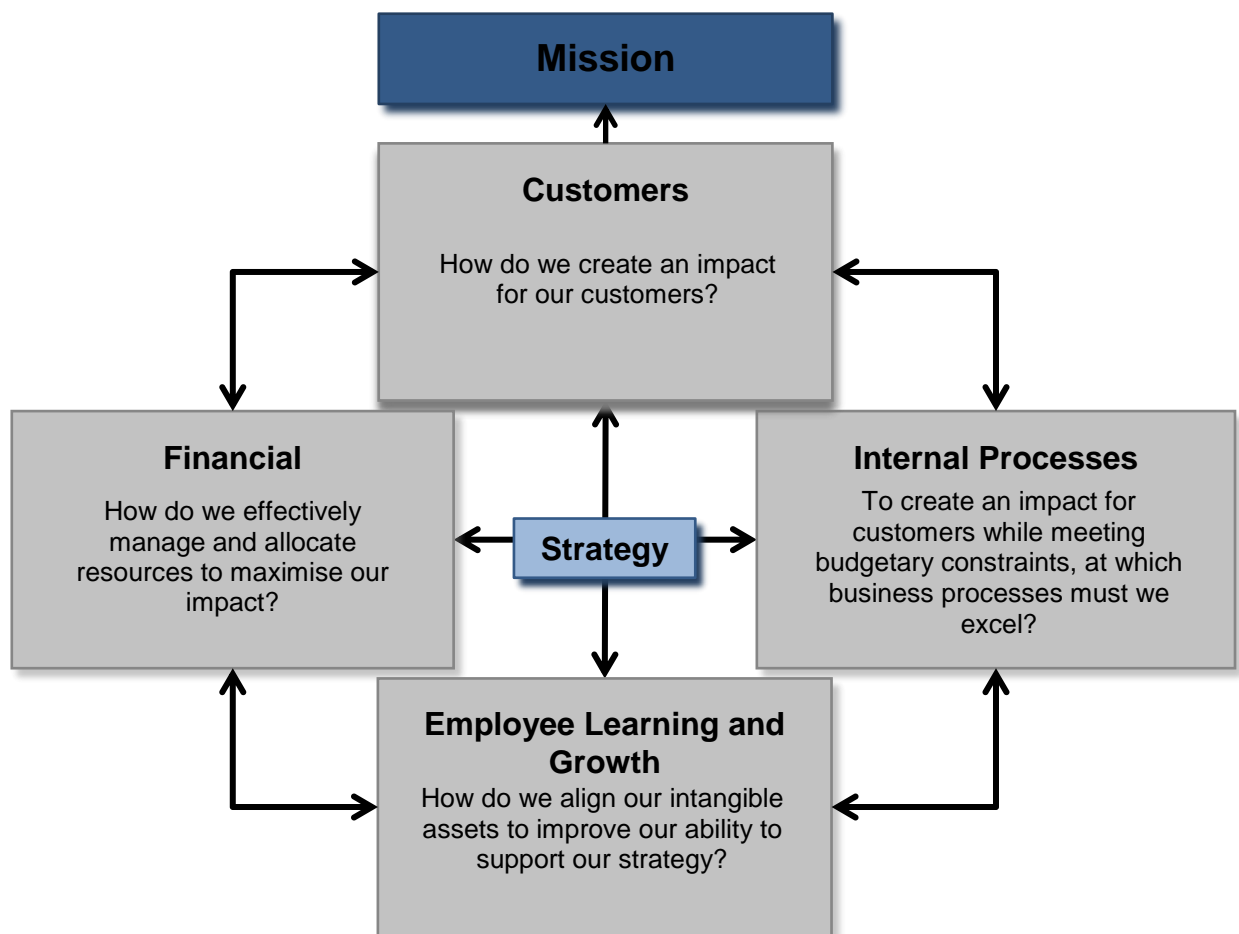 Mission
Customers
How do we create an impact
for our customers?
Financial
How do we effectively
manage and allocate
resources to maximise our
impact?
Strategy
Internal Processes
To create an impact for
customers while meeting
budgetary constraints, at which
business processes must we
excel?
Employee Learning and
Growth
How do we align our intangible
assets to improve our ability to
support our strategy?